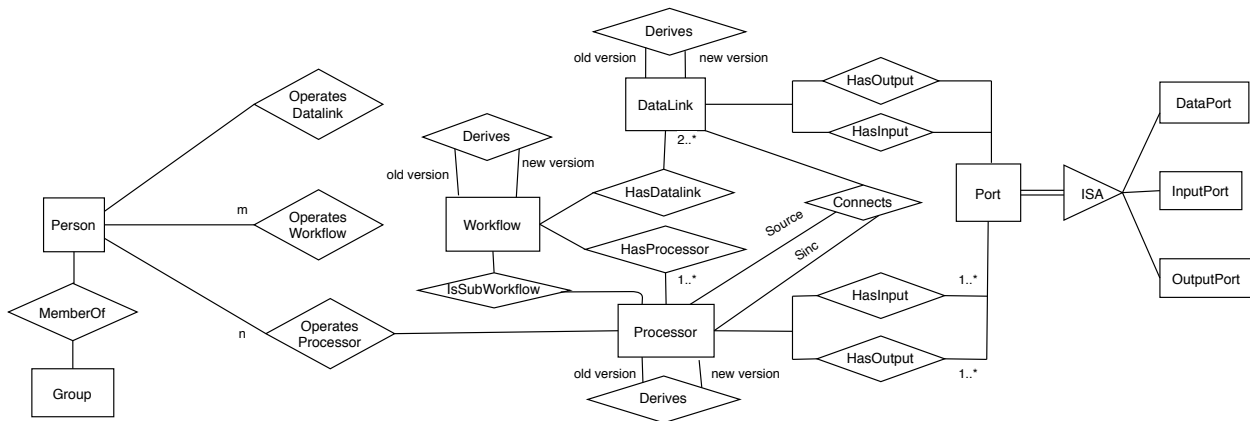 Derives
old version
new version
DataLink
HasOutput
HasInput
DataPort
Operates
Datalink
Derives
old version
new versiom
2..*
HasDatalink
Port
ISA
InputPort
Person
m
Operates
Workflow
Workflow
Connects
Source
Sinc
HasProcessor
1..*
IsSubWorkflow
HasInput
1..*
OutputPort
MemberOf
n
Operates
Processor
Processor
HasOutput
1..*
old version
new version
Derives
Group